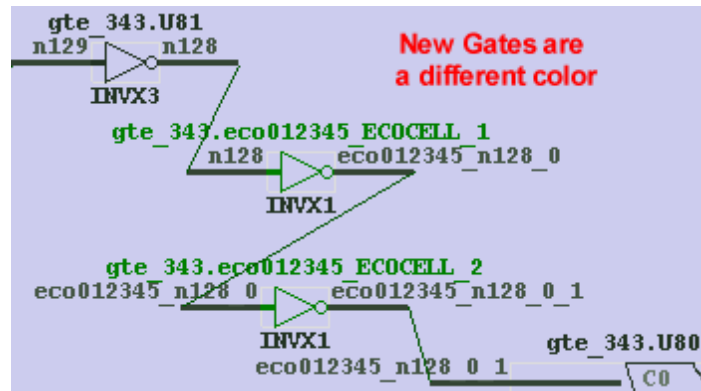 gte_343.U81
n129 n128
New Gates are
a different color
INVX3
gte_343.eco012345_ECOCELL_1
n128 eco012345_n128_0
INVX1
gte_343.eco012345_ECOCELL_2
eco012345_n128_0 eco012345_n128_0_1
INVX1
gte_343.U80
eco012345_n128_0_1
C0